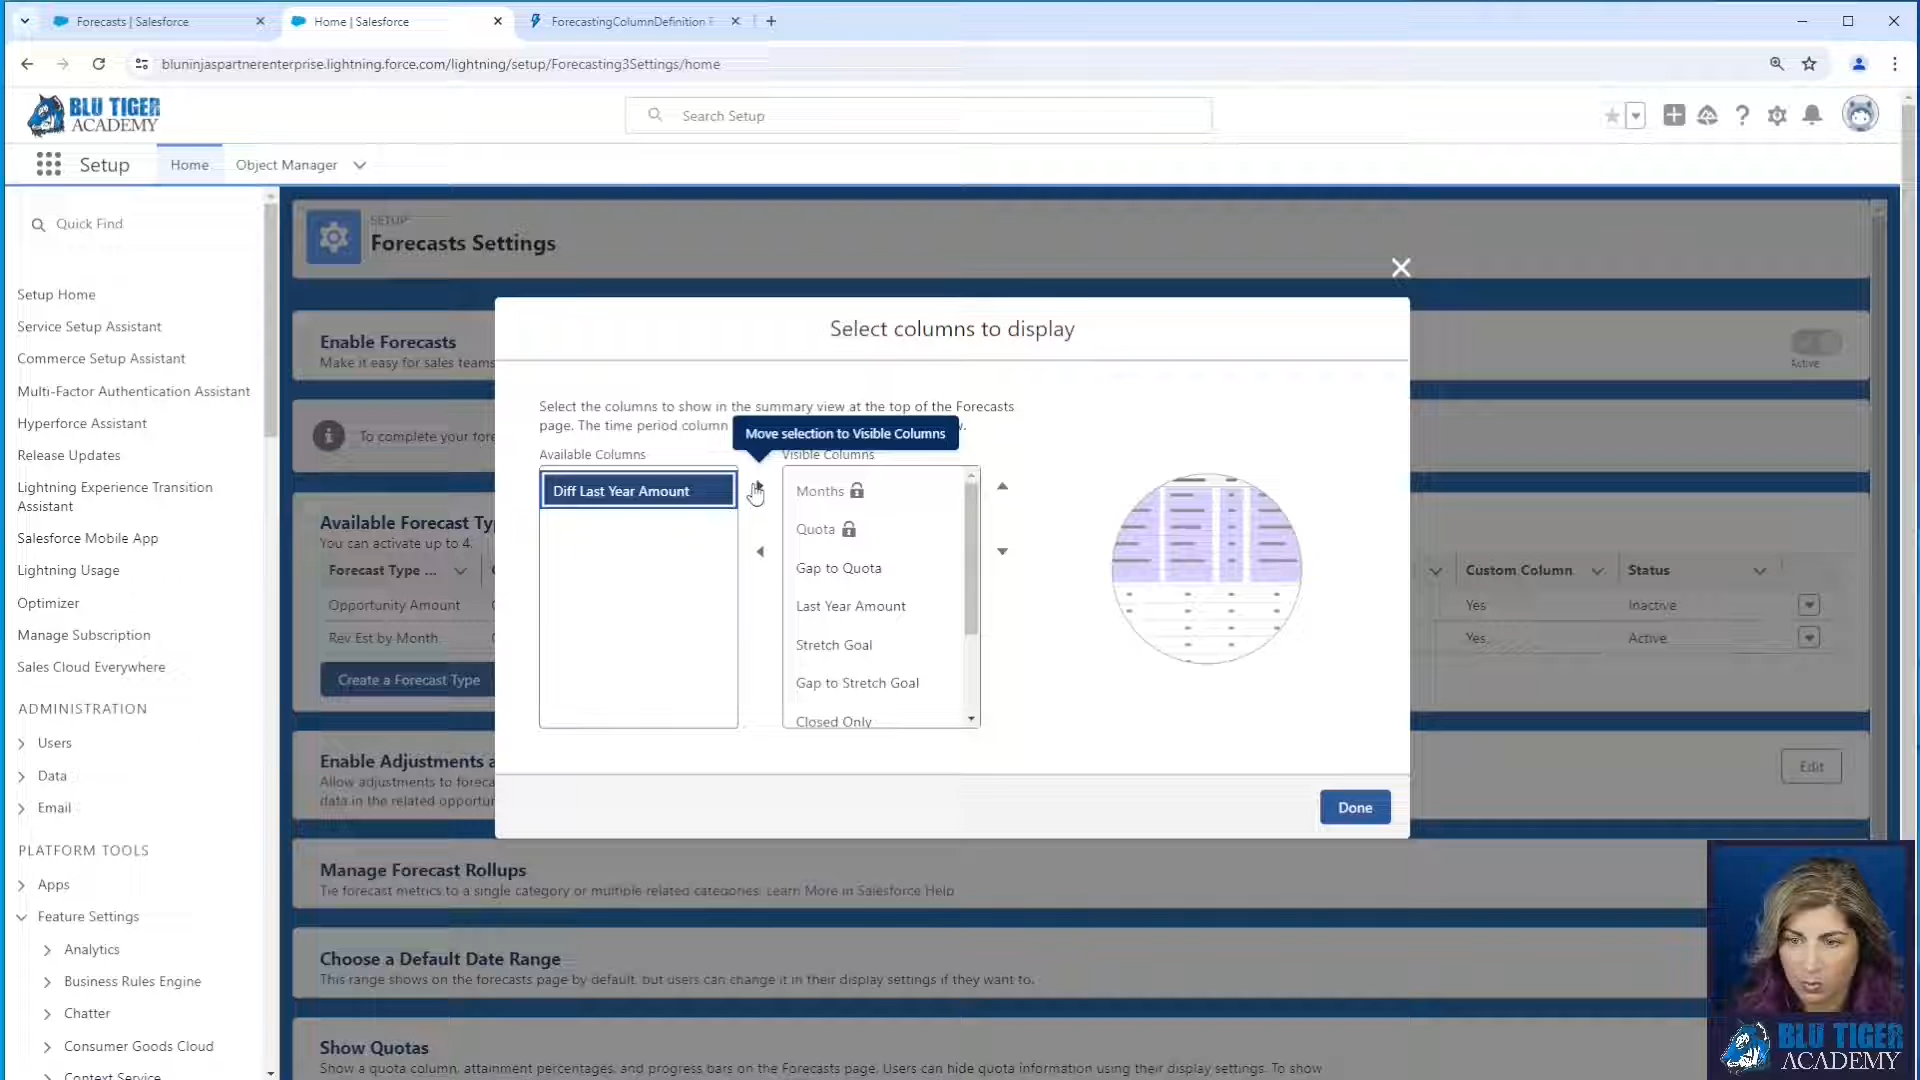 Forecasts | Salesforce
Home | Salesforce
ForecastingColumnDefinition
bluninjaspartnerenterprise.lightning.force.com/lightning/setup/Forecasting3Settings/home
BLU TIGER
ACADEMY
Search Setup
Setup
Home
Object Manager
Quick Find
Setup Home
Service Setup Assistant
Commerce Setup Assistant
Multi-Factor Authentication Assistant
Hyperforce Assistant
Release Updates
Lightning Experience Transition
Assistant
Salesforce Mobile App
Lightning Usage
Optimizer
Manage Subscription
Sales Cloud Everywhere
ADMINISTRATION
Users
Data
Email
PLATFORM TOOLS
Apps
Feature Settings
Analytics
Business Rules Engine
Chatter
Consumer Goods Cloud
Context Service
SETUP
Forecasts Settings
Enable Forecasts
Make it easy for sales teams
Active
To complete your fore
Available Forecast Ty
You can activate up to 4.
Forecast Type ...
Custom Column
Status
Opportunity Amount
Yes
Inactive
Rev Est by Month
Yes
Active
Create a Forecast Type
Enable Adjustments a
Allow adjustments to foreca
data in the related opportun
Edit
Manage Forecast Rollups
Tie forecast metrics to a single category or multiple related categories. Learn More in Salesforce Help
Choose a Default Date Range
This range shows on the forecasts page by default, but users can change it in their display settings if they want to.
Show Quotas
Show a quota column, attainment percentages, and progress bars on the Forecasts page. Users can hide quota information using their display settings. To show
Select columns to display
Select the columns to show in the summary view at the top of the Forecasts
page. The time period column
Move selection to Visible Columns
Available Columns
Visible Columns
Diff Last Year Amount
Months
Quota
Gap to Quota
Last Year Amount
Stretch Goal
Gap to Stretch Goal
Closed Only
Done
BLU TIGER
ACADEMY